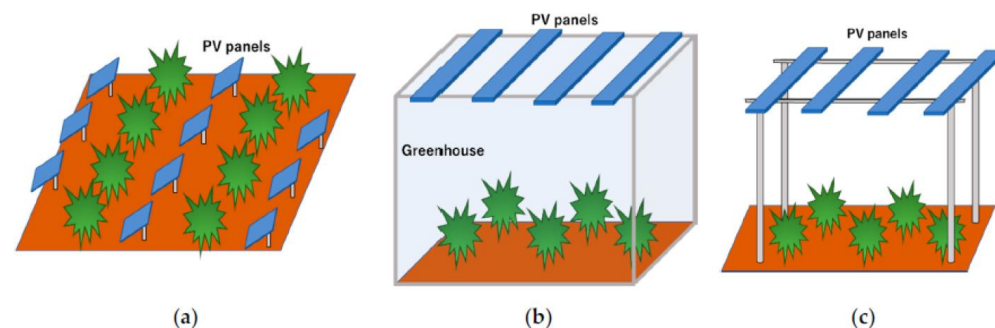 PV panels
PV panels
Greenhouse
PV panels
(a)
(b)
(c)